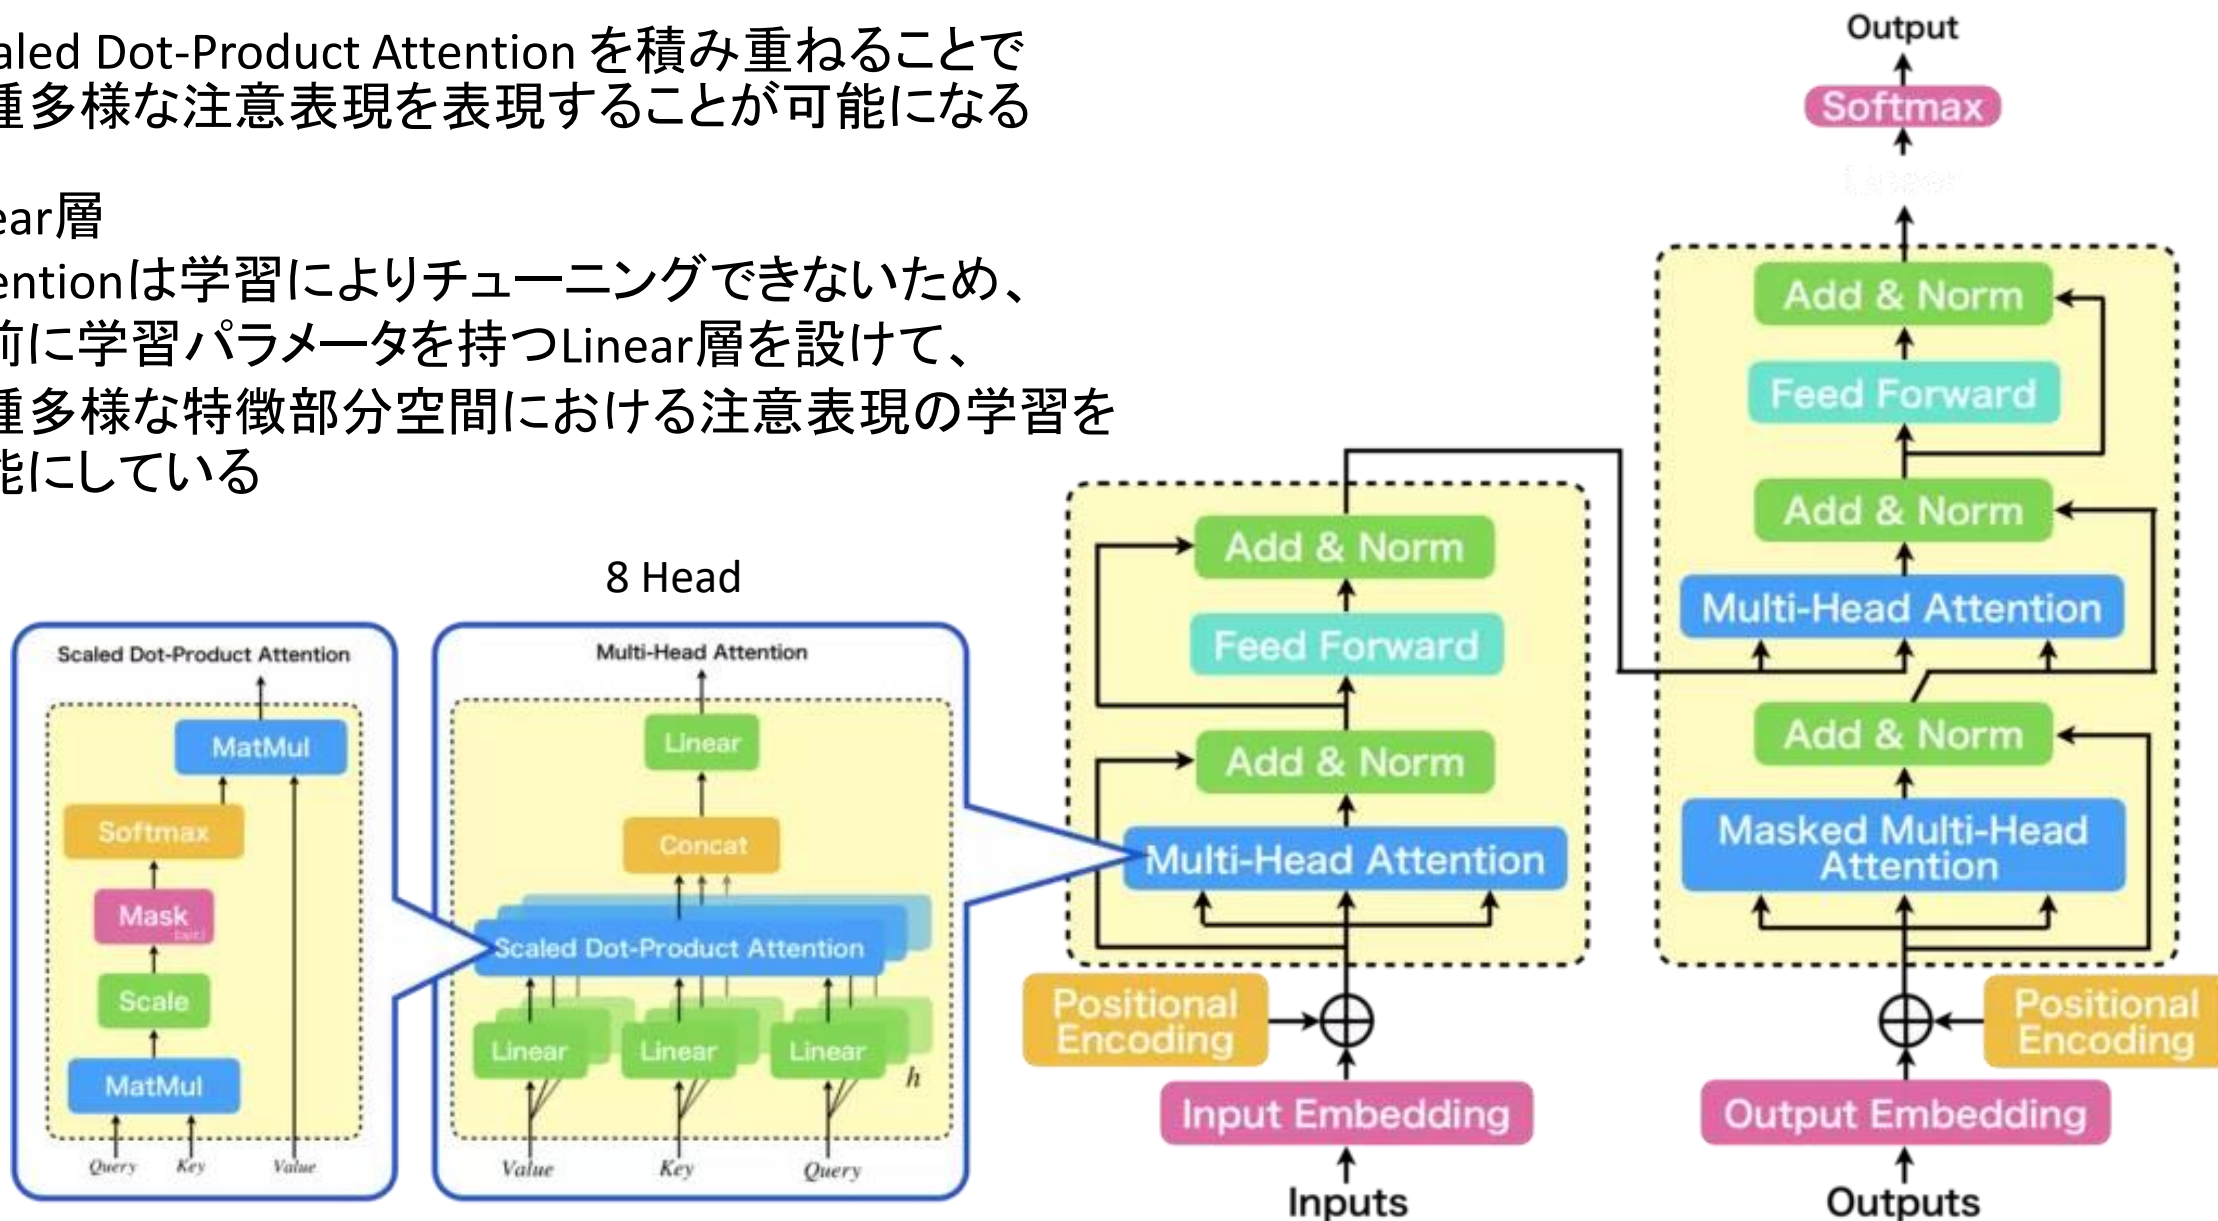 aled Dot-Product Attention を積み重ねることで
種多様な注意表現を表現することが可能になる
ear層
entionは学習によりチューニングできないため、
前に学習パラメータを持つLinear層を設けて、
種多様な特徴部分空間における注意表現の学習を
能にしている
8 Head
Scaled Dot-Product Attention
MatMul
Softmax
Mask
Scale
MatMul
Query
Key
Value
Multi-Head Attention
Linear
Concat
Scaled Dot-Product Attention
Linear
Linear
Linear
h
Value
Key
Query
Add & Norm
Feed Forward
Add & Norm
Multi-Head Attention
Positional
Encoding
Input Embedding
Inputs
Output
Softmax
Linear
Add & Norm
Feed Forward
Add & Norm
Multi-Head Attention
Add & Norm
Masked Multi-Head
Attention
Positional
Encoding
Output Embedding
Outputs